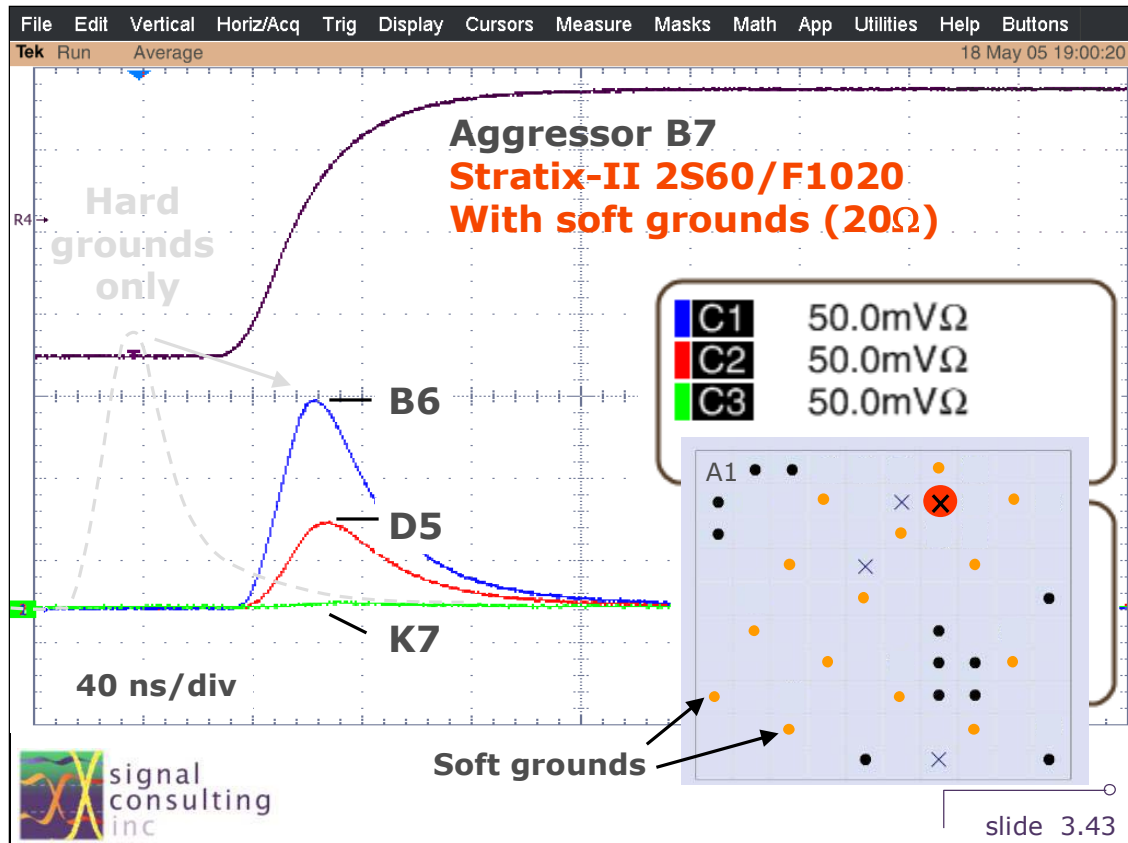 File Edit Vertical Horiz/Acq Trig Display Cursors Measure Masks Math App Utilities Help Buttons
Tek Run Average 18 May 05 19:00:20
Aggressor B7
Stratix-II 2S60/F1020
With soft grounds (20Ω)
Hard
grounds
only
R4
C1 50.0mVΩ
C2 50.0mVΩ
C3 50.0mVΩ
B6
A1
D5
K7
40 ns/div
Soft grounds
signal
consulting
inc
slide 3.43